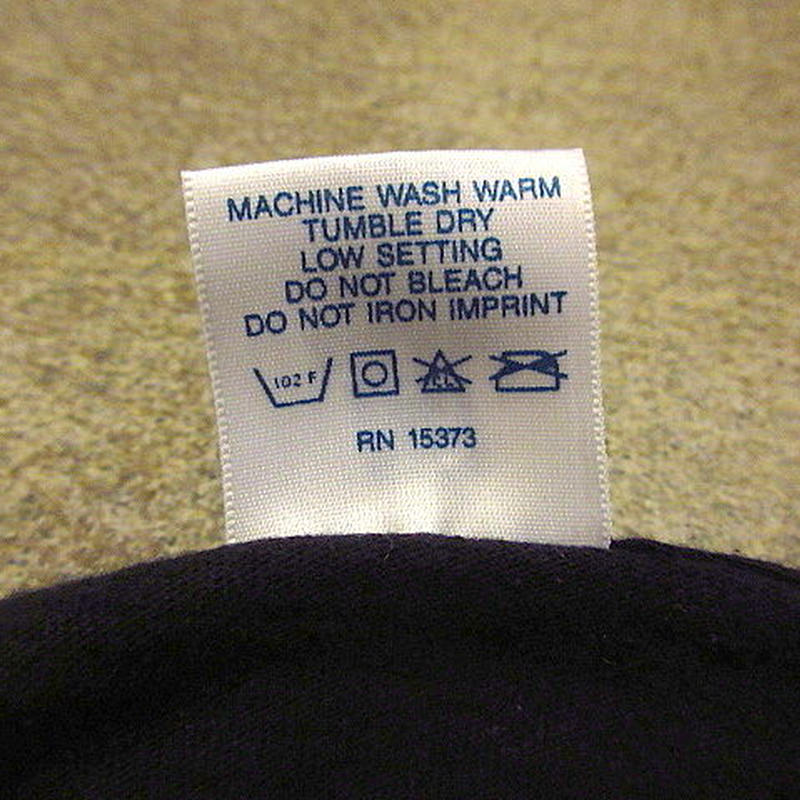 MACHINE WASH WARM
TUMBLE DRY
LOW SETTING
DO NOT BLEACH
DO NOT IRON IMPRINT
102 F
RN 15373